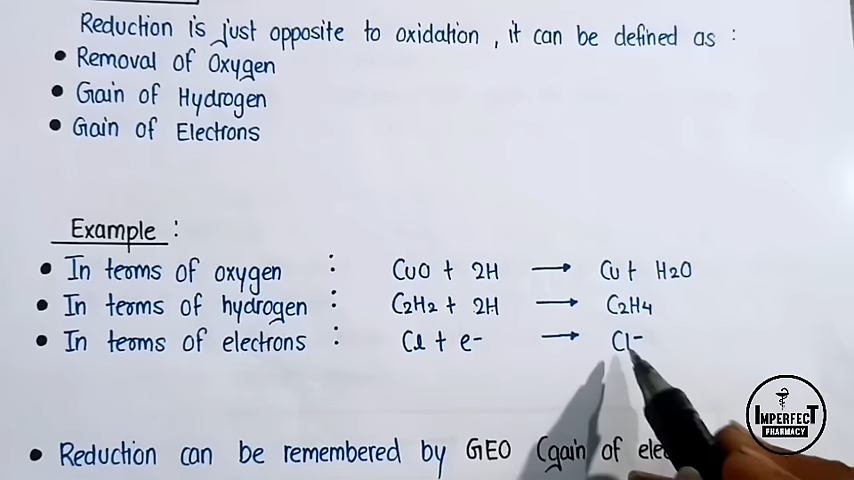 Reduction is just opposite to oxidation, it can be defined as :
• Removal of Oxygen
• Gain of Hydrogen
• Gain of Electrons
Example :
• In terms of oxygen : CuO + 2H → Cu + H2O
• In terms of hydrogen : C2H2 + 2H → C2H4
• In terms of electrons : Cl + e- → Cl-
• Reduction can be remembered by GEO (gain of
IMPERFECT
PHARMACY